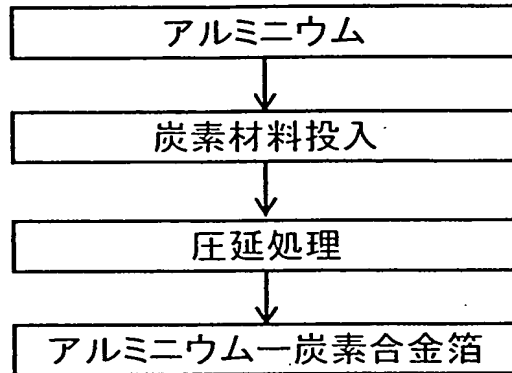 アルミニウム
炭素材料投入
圧延処理
アルミニウム一炭素合金箔